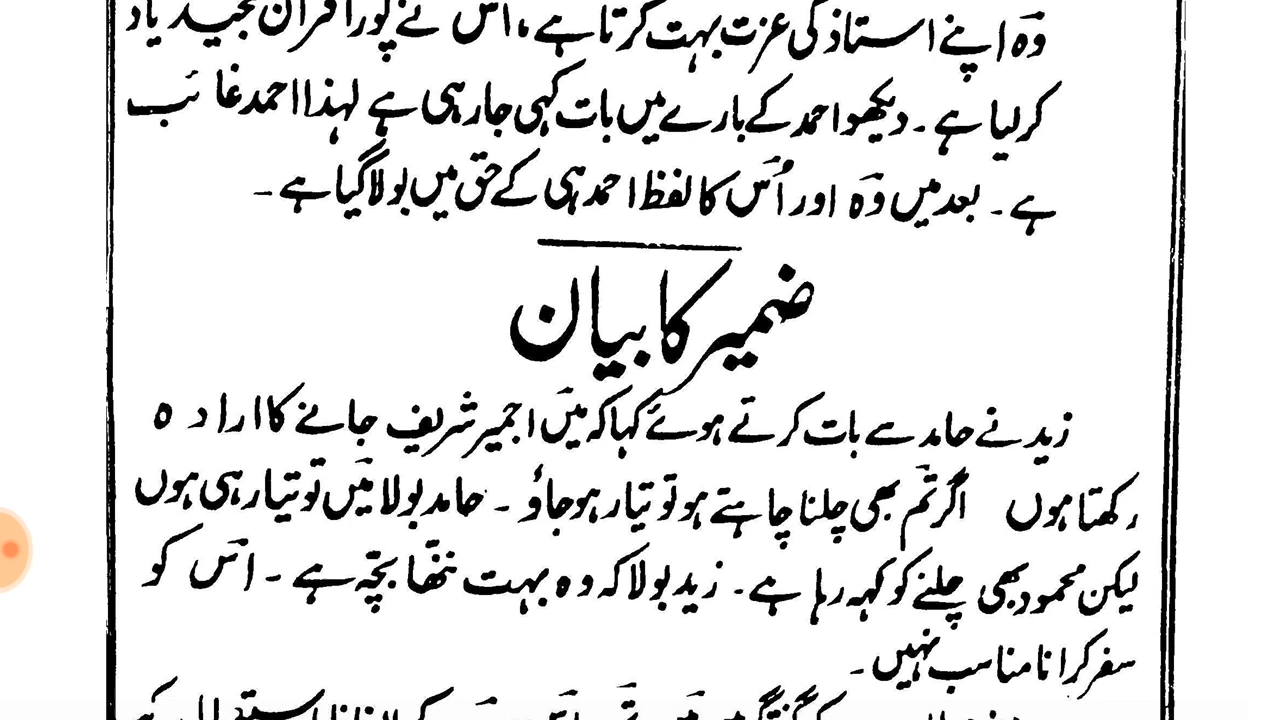 وہ اپنے استاذ کی عزت بہت کرتا ہے، اس نے پورا قرآن مجید یاد
کرلیا ہے ۔ دیکھو احمد کے بارے میں بات کہی جارہی ہے لہٰذا احمد غائب
ہے ۔ بعد میں وہ اور اُس کا لفظ احمد ہی کے حق میں بولا گیا ہے ۔
ضمیر کا بیان
زید نے حامد سے بات کرتے ہوئے کہا کہ میں اجمیر شریف جانے کا ارادہ
رکھتا ہوں اگر تم بھی چلنا چاہتے ہو تو تیار ہو جاؤ ۔ حامد بولا میں تو تیار ہی ہوں
لیکن محمود بھی چلنے کو کہہ رہا ہے ۔ زید بولا کہ وہ بہت ننھا بچّہ ہے ۔ اس کو
سفر کرانا مناسب نہیں ۔